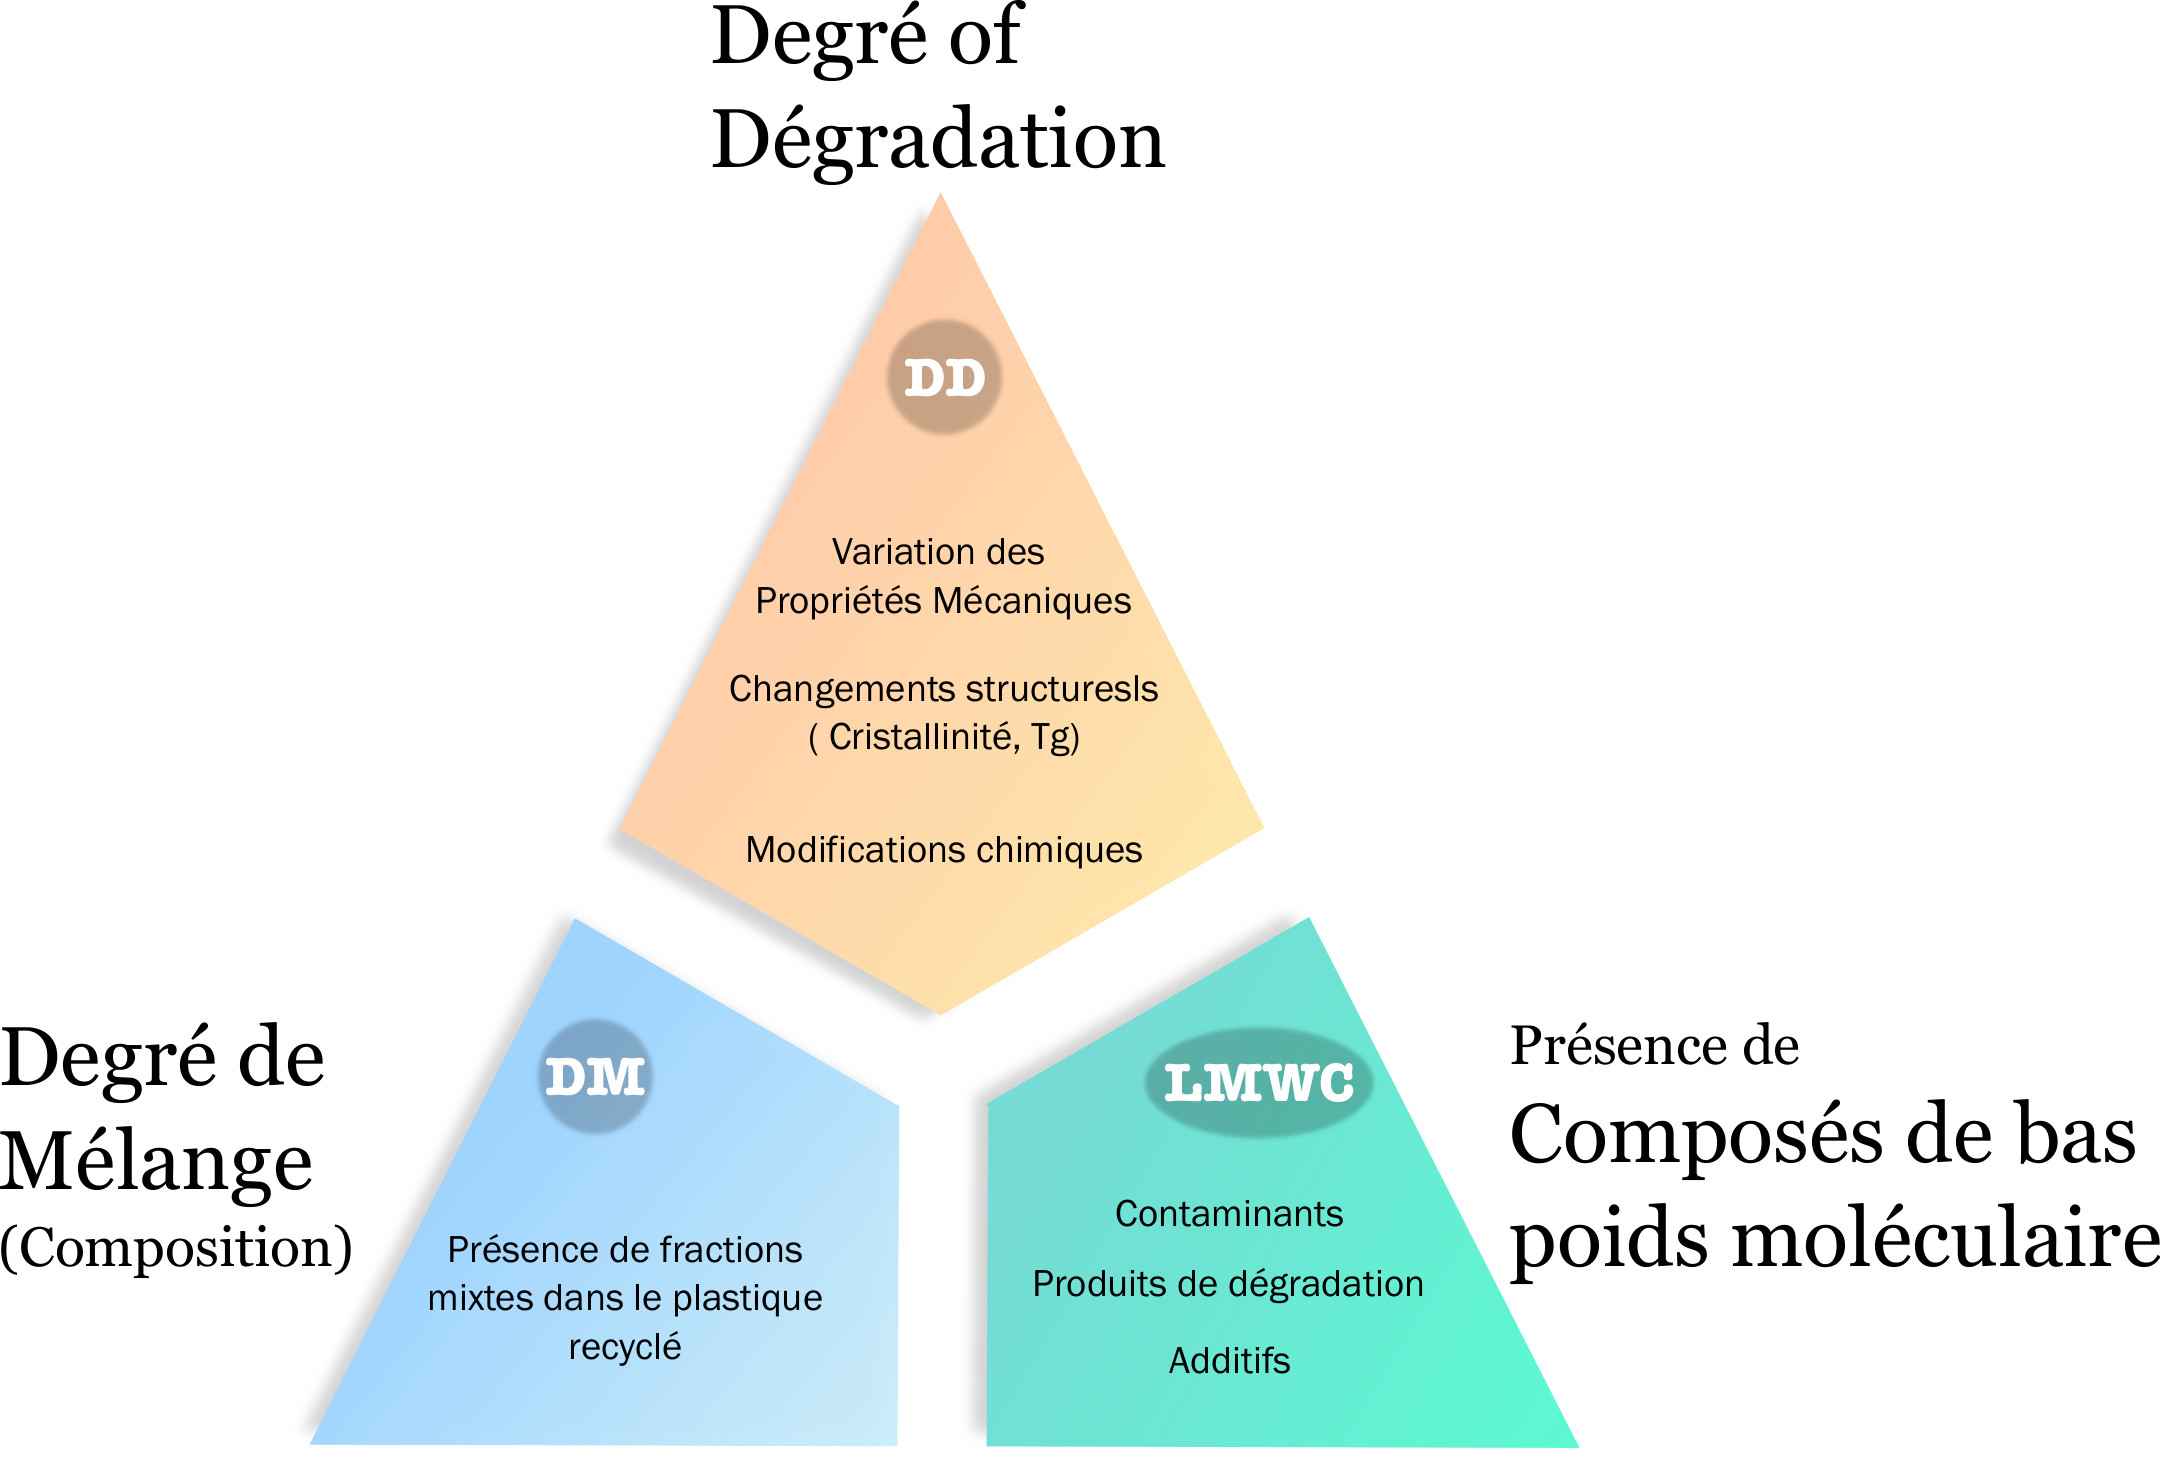 Degré of
Dégradation
DD
Variation des
Propriétés Mécaniques
Changements structuresls
( Cristallinité, Tg)
Modifications chimiques
Degré de
Mélange
(Composition)
DM
Présence de fractions
mixtes dans le plastique
recyclé
LMWC
Contaminants
Produits de dégradation
Additifs
Présence de
Composés de bas
poids moléculaire